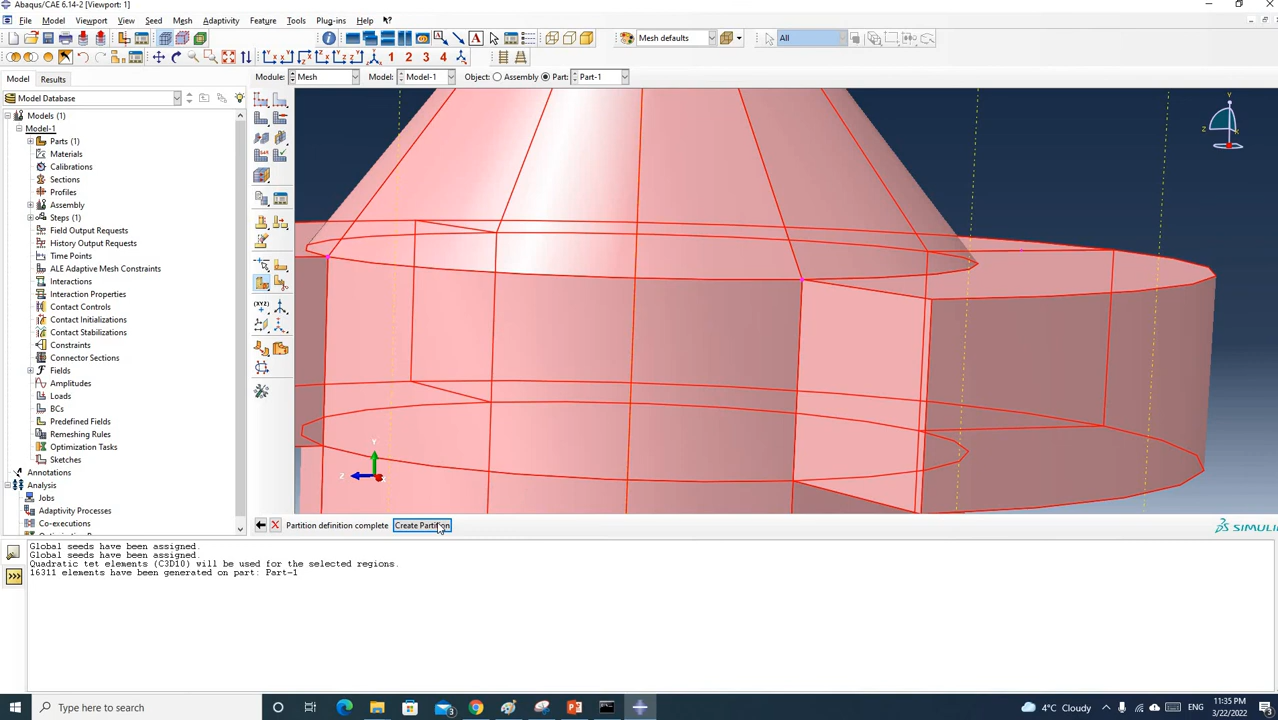 Abaqus/CAE 6.14-2 [Viewport: 1]
File Model Viewport View Seed Mesh Adaptivity Feature Tools Plug-ins Help
Mesh defaults All
1 2 3 4
Model Results Module: Mesh Model: Model-1 Object: Assembly Part: Part-1
Model Database
Models (1)
Model-1
Parts (1)
Materials
Calibrations
Sections
Profiles
Assembly
Steps (1)
Field Output Requests
History Output Requests
Time Points
ALE Adaptive Mesh Constraints
Interactions
Interaction Properties
Contact Controls
Contact Initializations
Contact Stabilizations
Constraints
Connector Sections
Fields
Amplitudes
Loads
BCs
Predefined Fields
Remeshing Rules
Optimization Tasks
Sketches
Annotations
Analysis
Jobs
Adaptivity Processes
Co-executions
Y
Z
Y
Z
Partition definition complete Create Partition
SIMULI
Global seeds have been assigned.
Global seeds have been assigned.
Quadratic tet elements (C3D10) will be used for the selected regions.
16311 elements have been generated on part: Part-1
Type here to search
4°C Cloudy
ENG
11:35 PM
3/22/2022